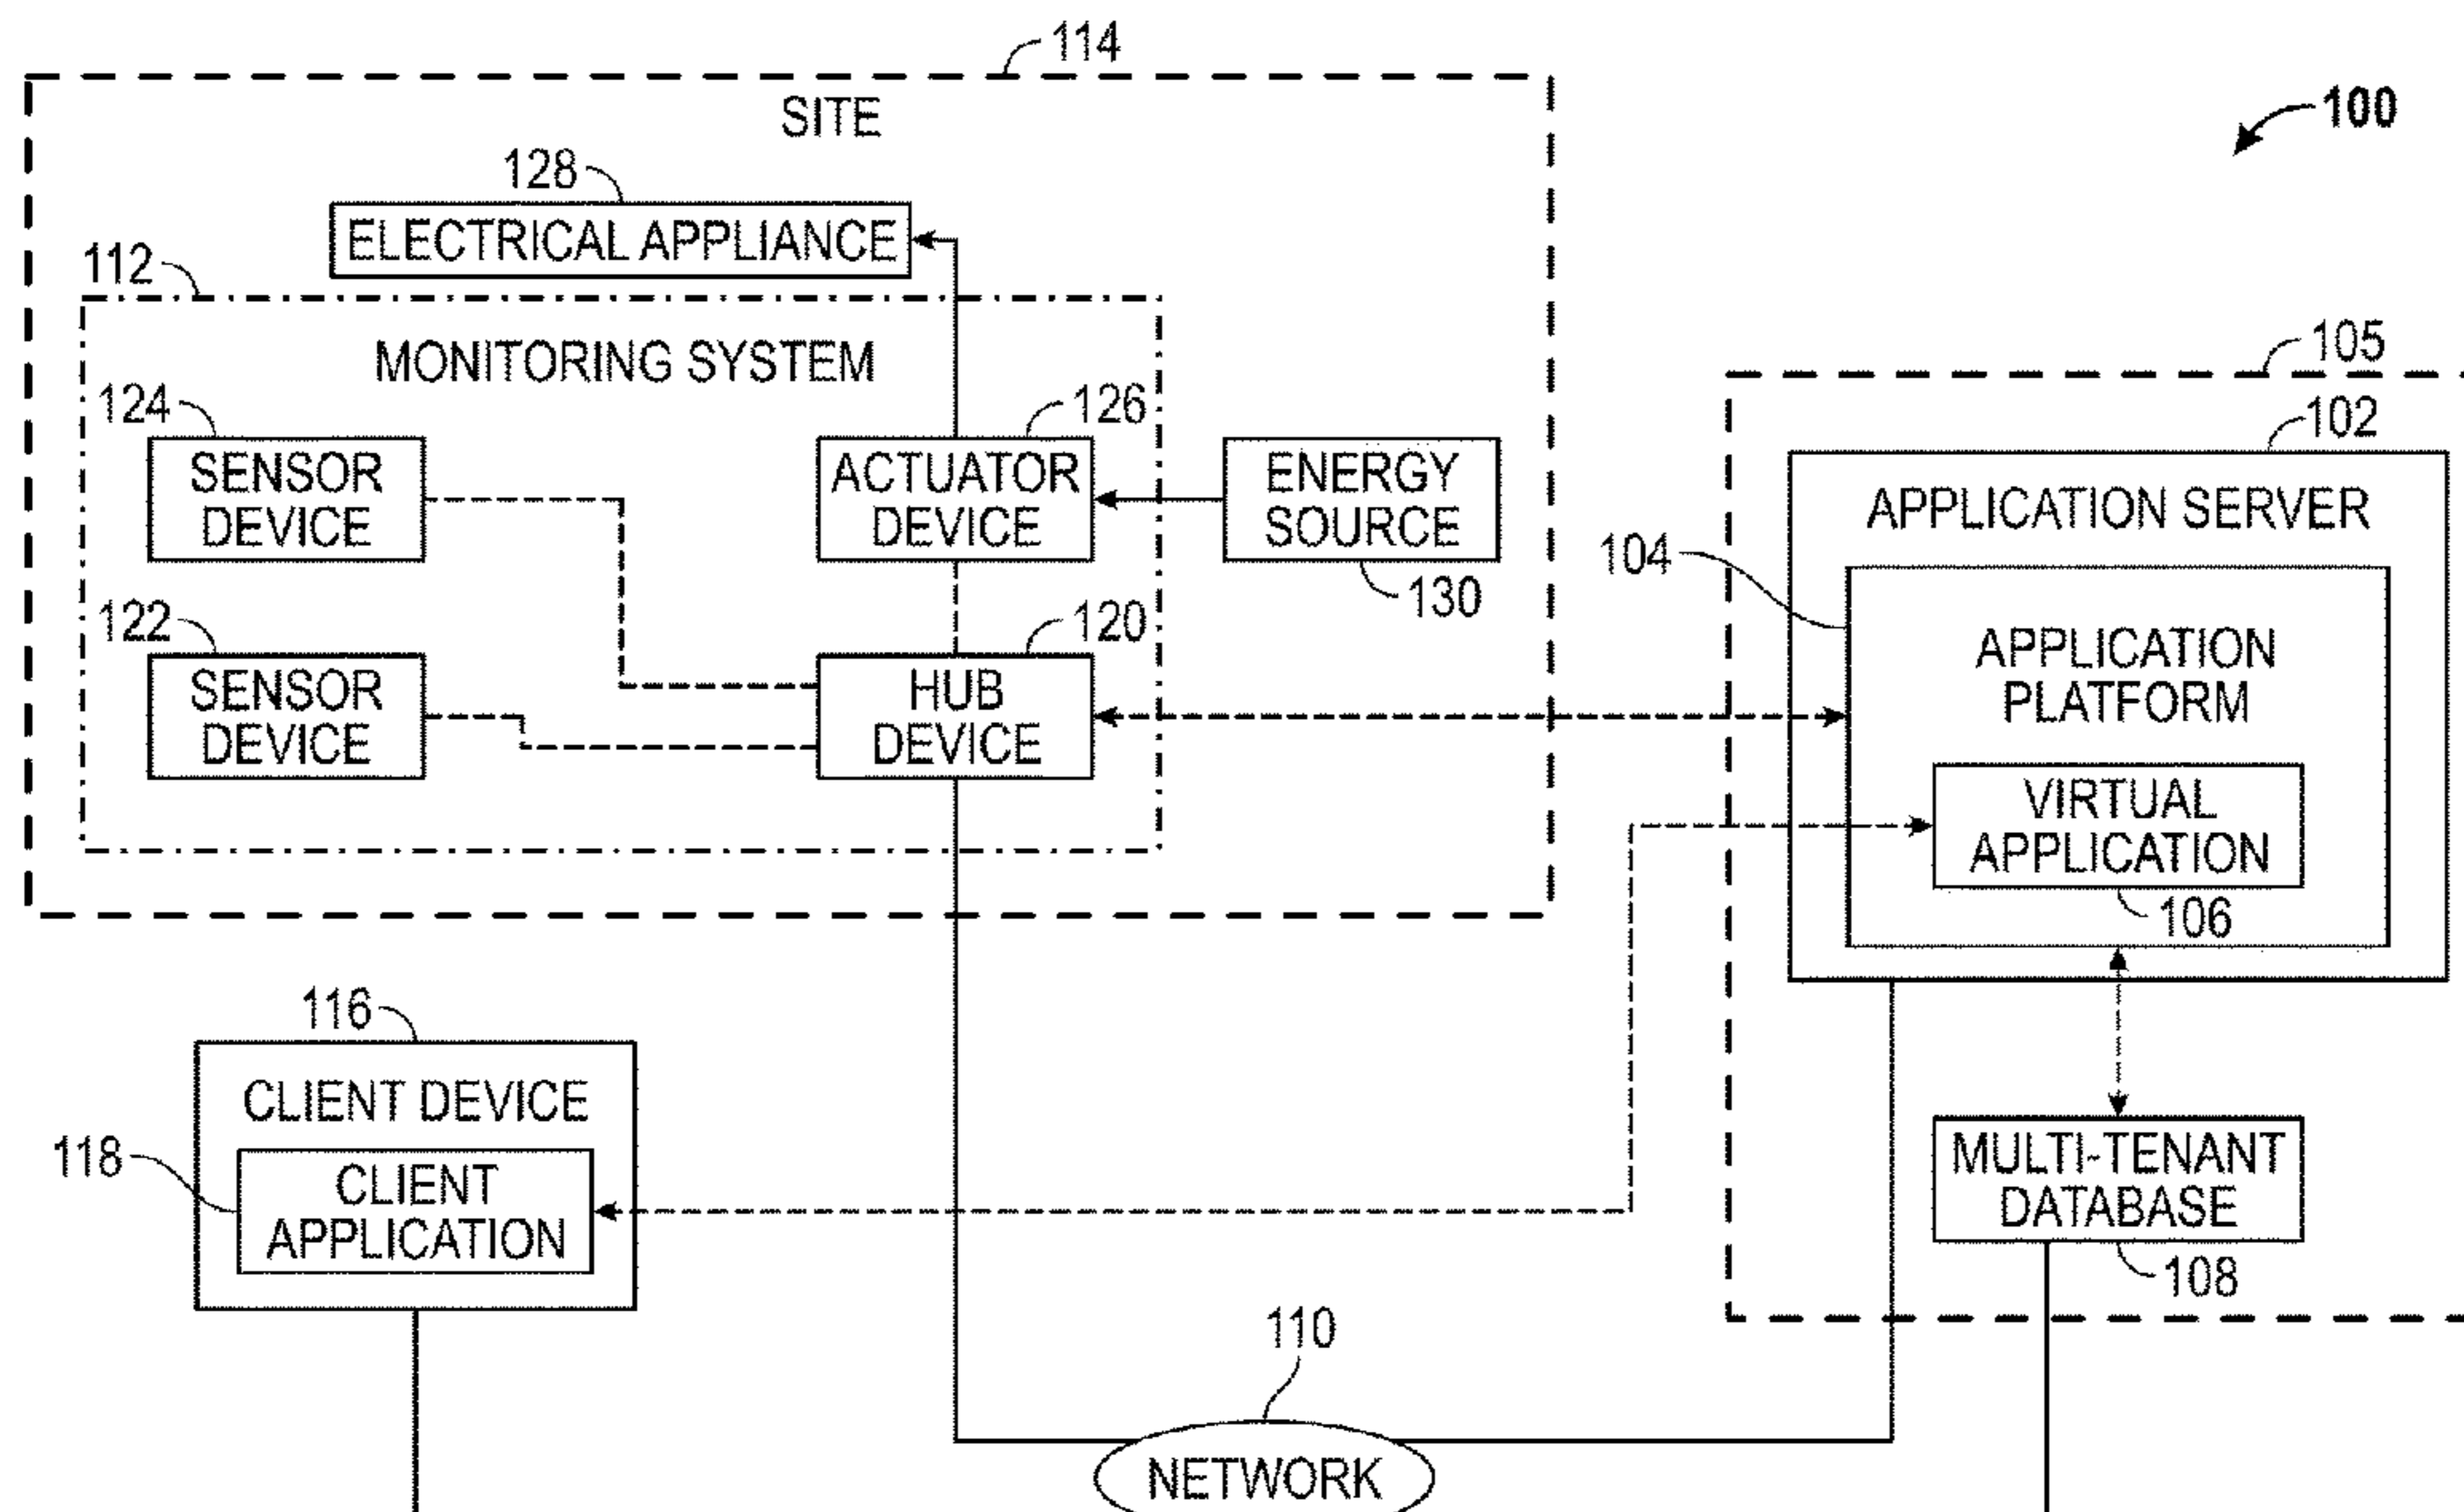 114
SITE
100
128
ELECTRICAL APPLIANCE
112
MONITORING SYSTEM
105
124
126
102
SENSOR
DEVICE
ACTUATOR
DEVICE
ENERGY
SOURCE
APPLICATION SERVER
104
130
122
120
SENSOR
DEVICE
HUB
DEVICE
APPLICATION
PLATFORM
VIRTUAL
APPLICATION
106
116
CLIENT DEVICE
118
CLIENT
APPLICATION
MULTI-TENANT
DATABASE
108
110
NETWORK